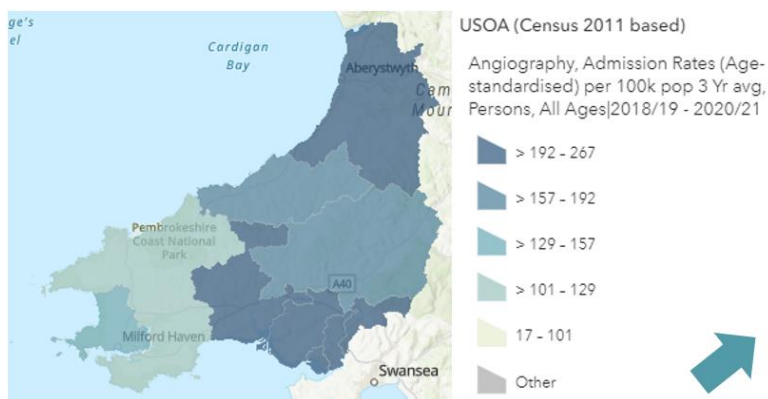 ge's
el
Cardigan
Bay
Aberystwyth
Cam
Mour
Pembrokeshire
Coast National
Park
A40
Milford Haven
Swansea
USOA (Census 2011 based)
Angiography, Admission Rates (Age-
standardised) per 100k pop 3 Yr avg,
Persons, All Ages|2018/19 - 2020/21
> 192 - 267
> 157 - 192
> 129 - 157
> 101 - 129
17 - 101
Other